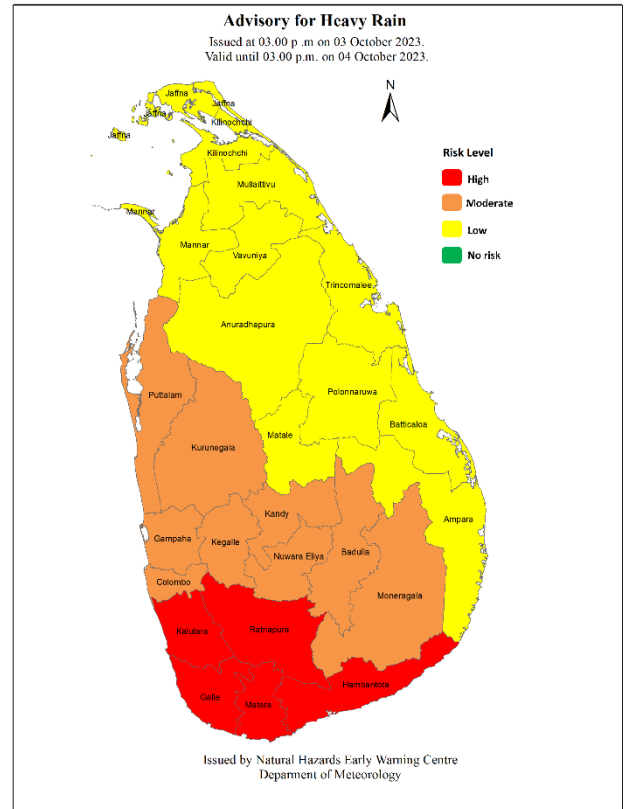 Advisory for Heavy Rain
Issued at 03.00 p .m on 03 October 2023.
Valid until 03.00 p.m. on 04 October 2023.
N
Jaffna
Jaffna
Jaffna
Kilinochchi
Jaffna
Kilinochchi
Risk Level
High
Moderate
Low
No risk
Mullaittivu
Mannar
Mannar
Vavuniya
Trincomalee
Anuradhapura
Polonnaruwa
Puttalam
Batticaloa
Matale
Kurunegala
Kandy
Ampara
Gampaha
Kegalle
Nuwara Eliya
Badulla
Colombo
Moneragala
Kalutara
Ratnapura
Hambantota
Galle
Matara
Issued by Natural Hazards Early Warning Centre
Deparment of Meteorology